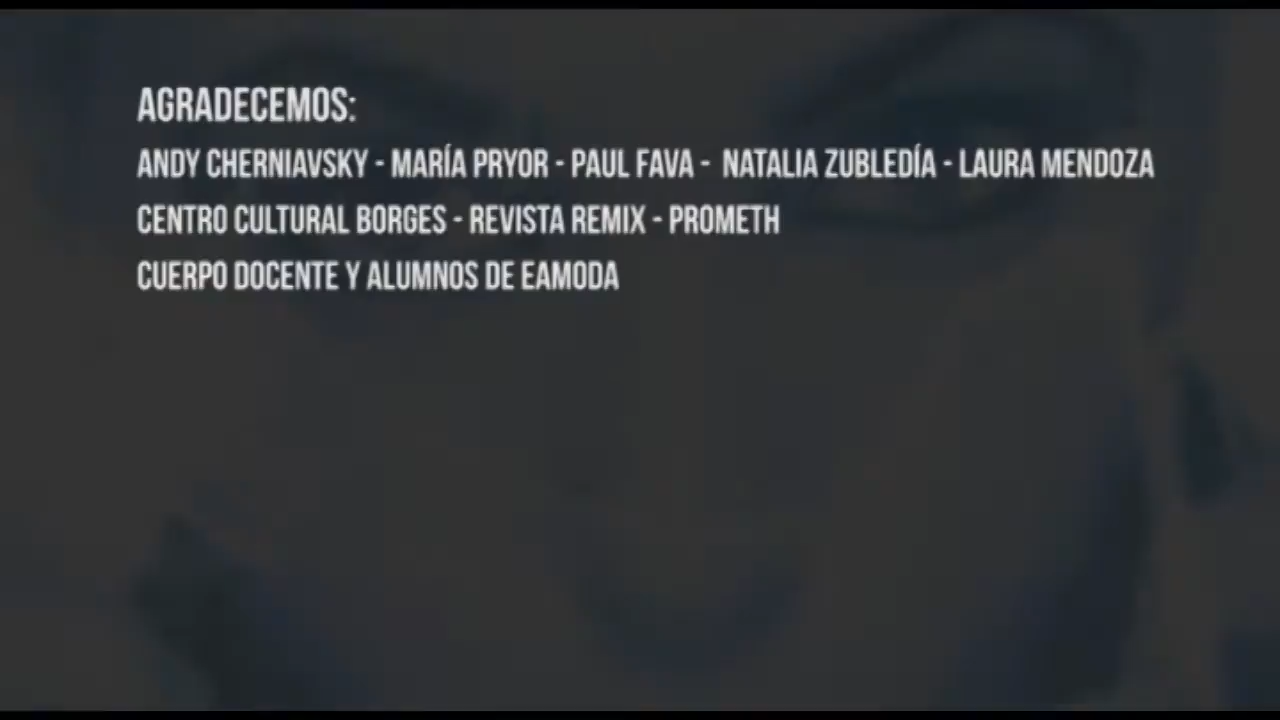 AGRADECEMOS:
ANDY CHERNIAVSKY - MARÍA PRYOR - PAUL FAVA - NATALIA ZUBLEDÍA - LAURA MENDOZA
CENTRO CULTURAL BORGES - REVISTA REMIX - PROMETH
CUERPO DOCENTE Y ALUMNOS DE EAMODA